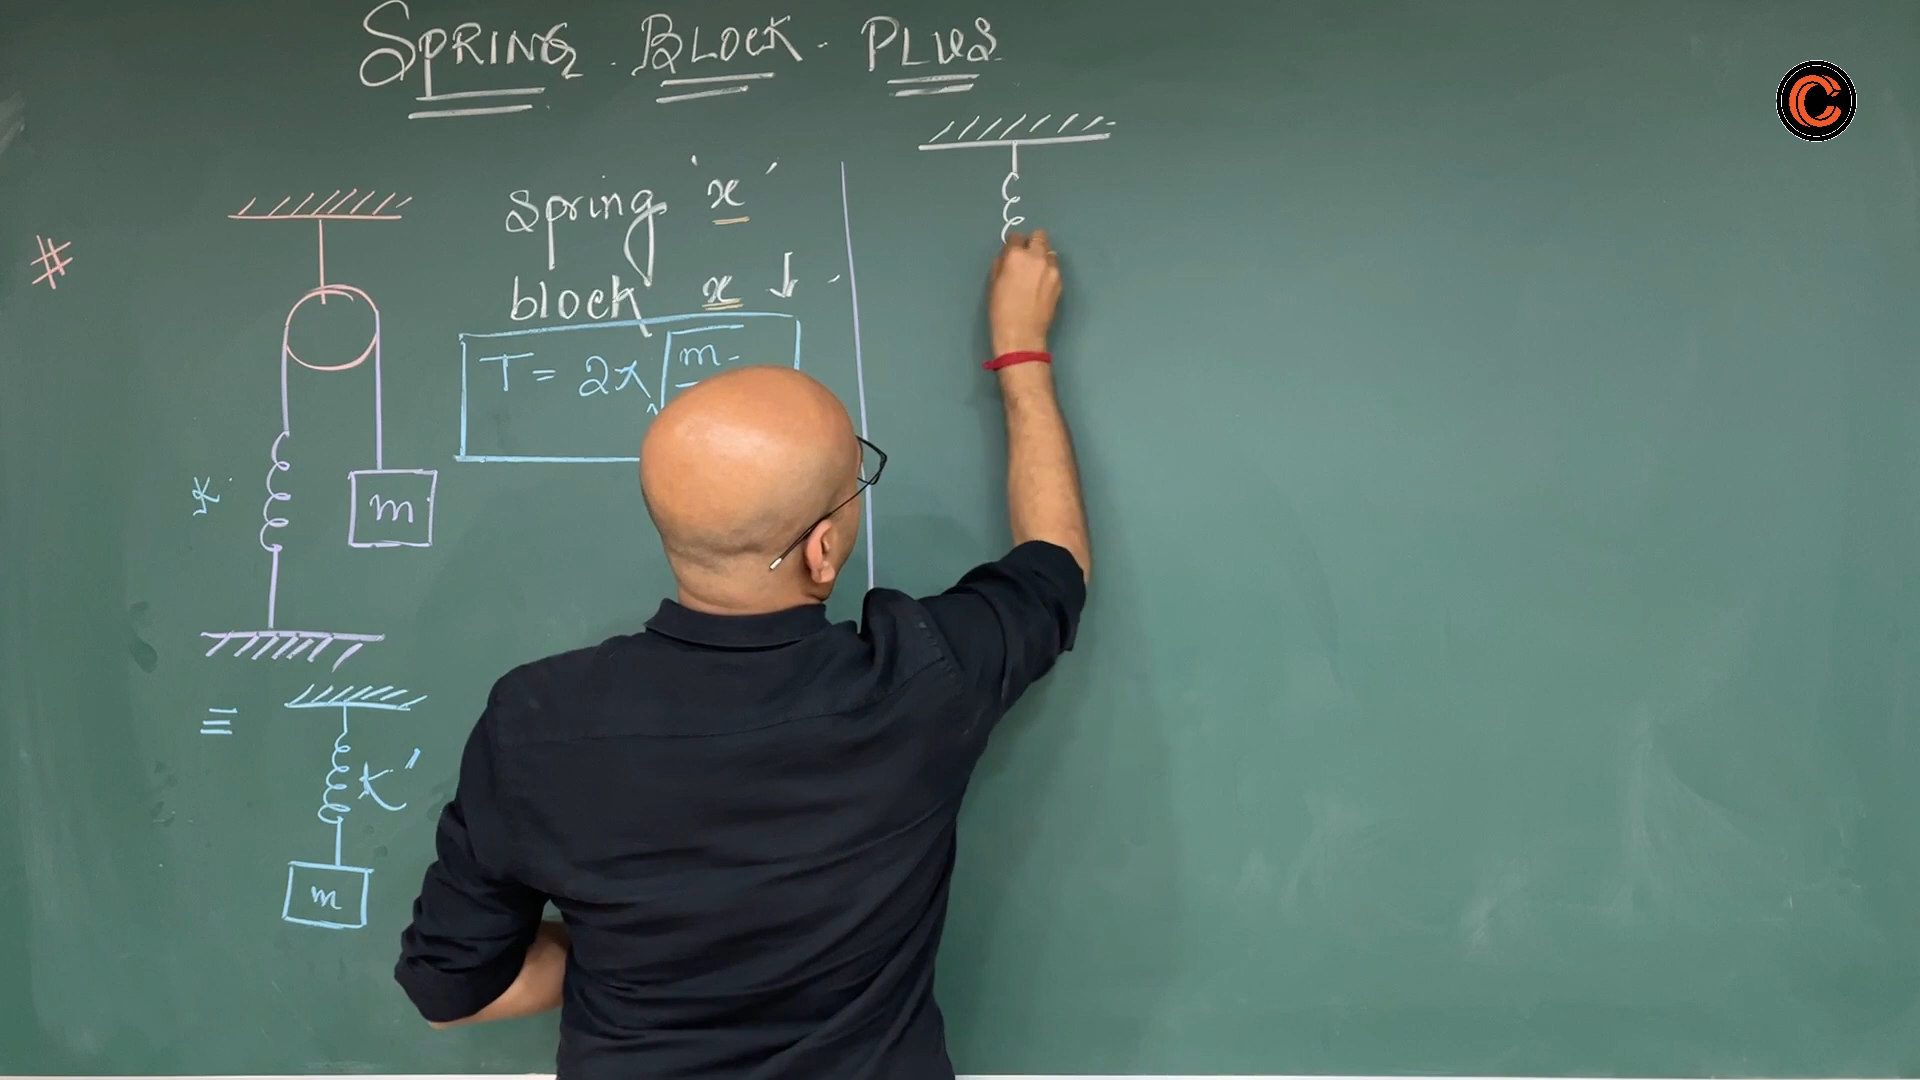 SPRING BLOCK PLUS
#
spring 'x'
block x ↓
T = 2π √m
K
m
≡
K'
m